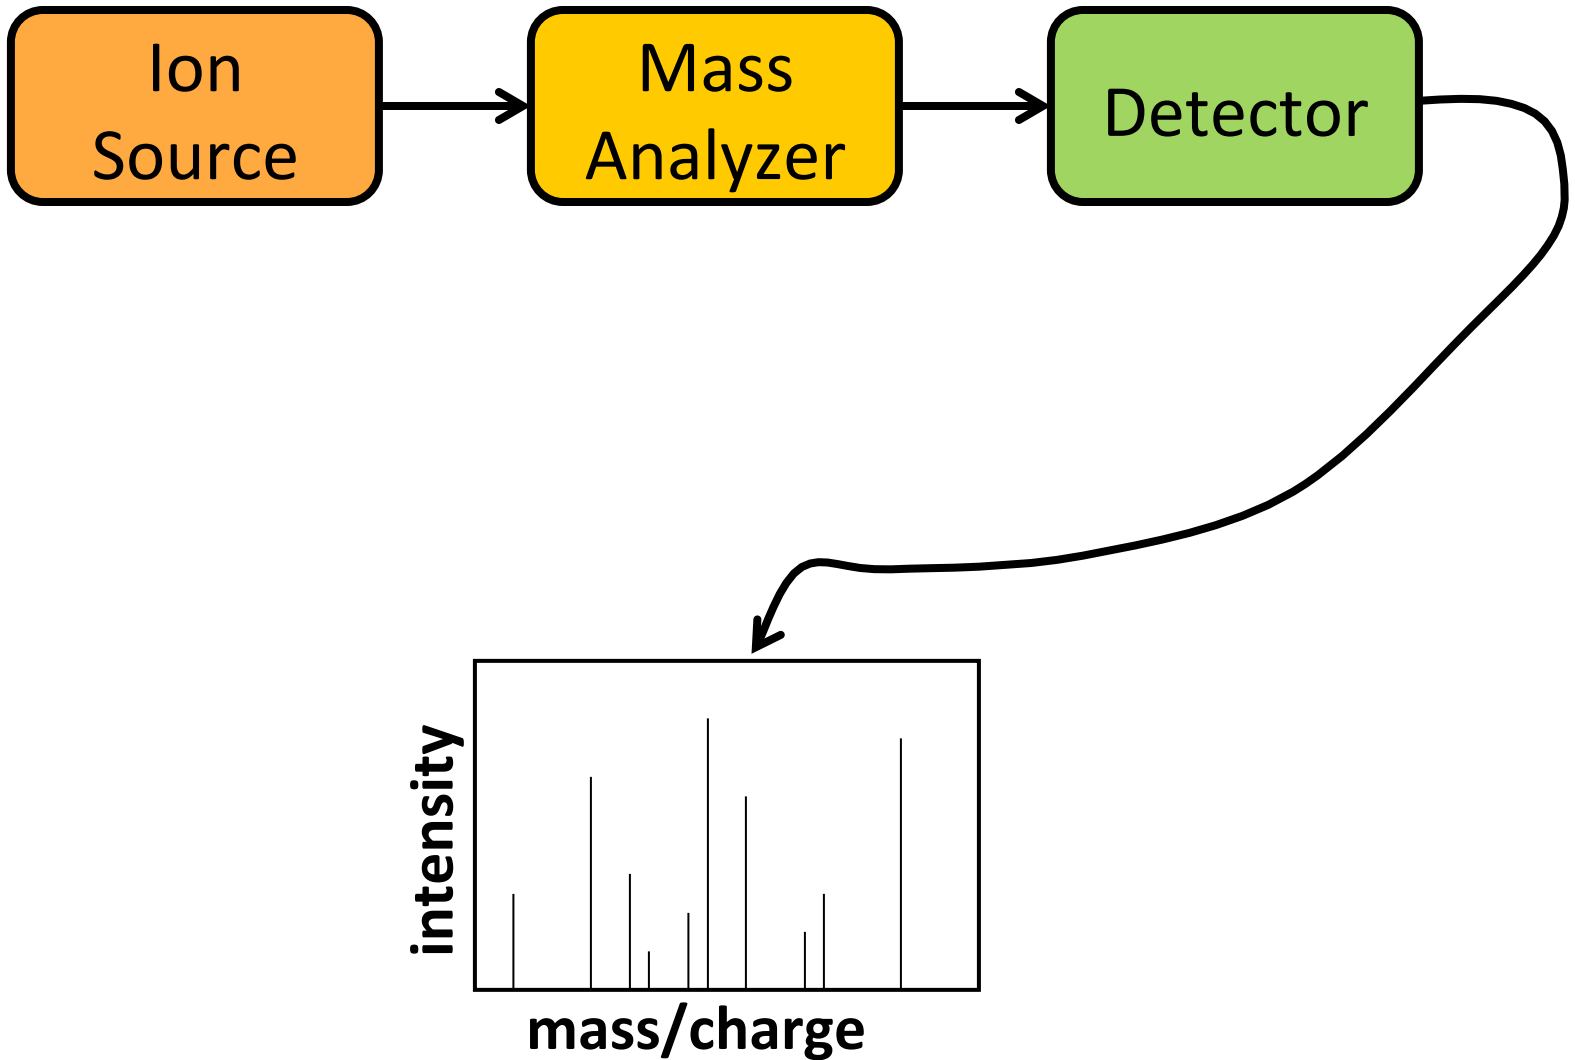 Ion
Source
Mass
Analyzer
Detector
intensity
mass/charge